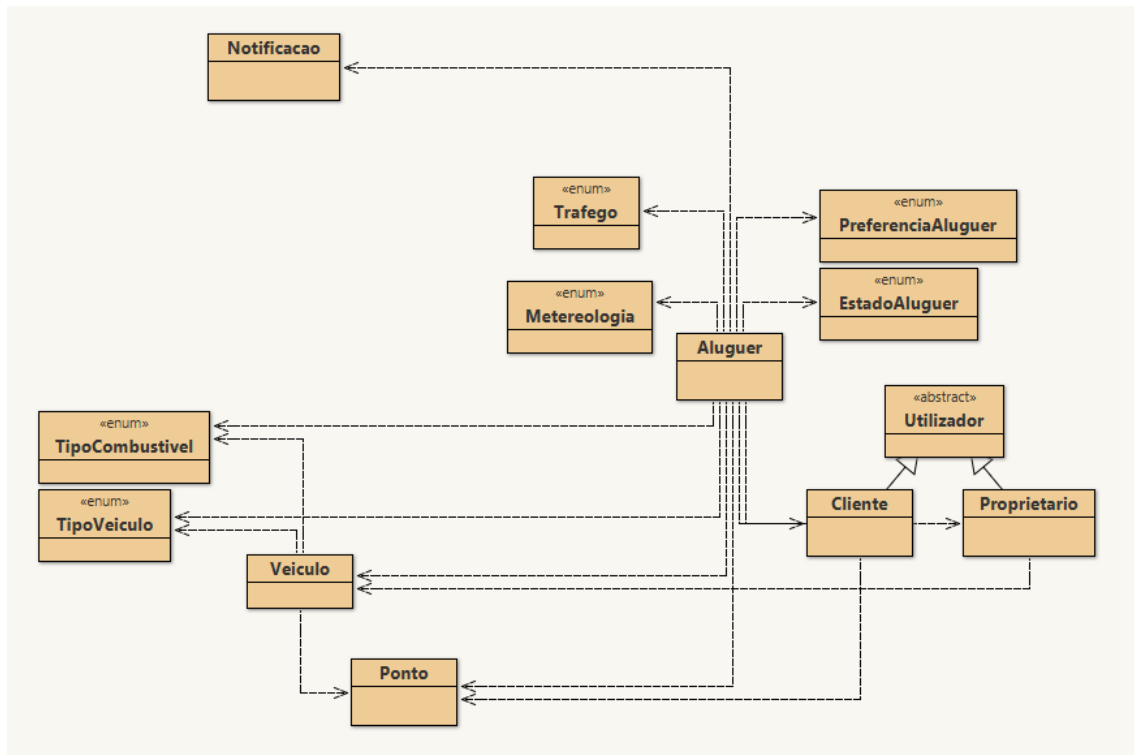 Notificacao
«enum»
Trafego
«enum»
PreferenciaAluguer
«enum»
EstadoAluguer
«enum»
Metereologia
Aluguer
«abstract»
Utilizador
«enum»
TipoCombustivel
«enum»
TipoVeiculo
Cliente
Proprietario
Veiculo
Ponto